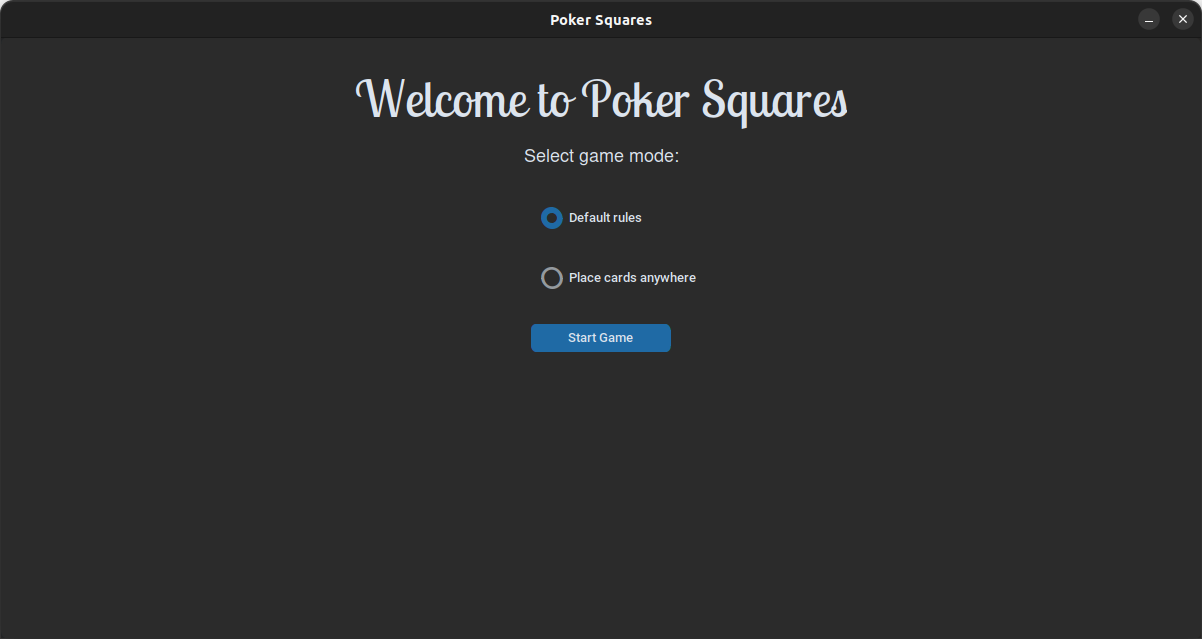 Poker Squares
Welcome to Poker Squares
Select game mode:
Default rules
Place cards anywhere
Start Game